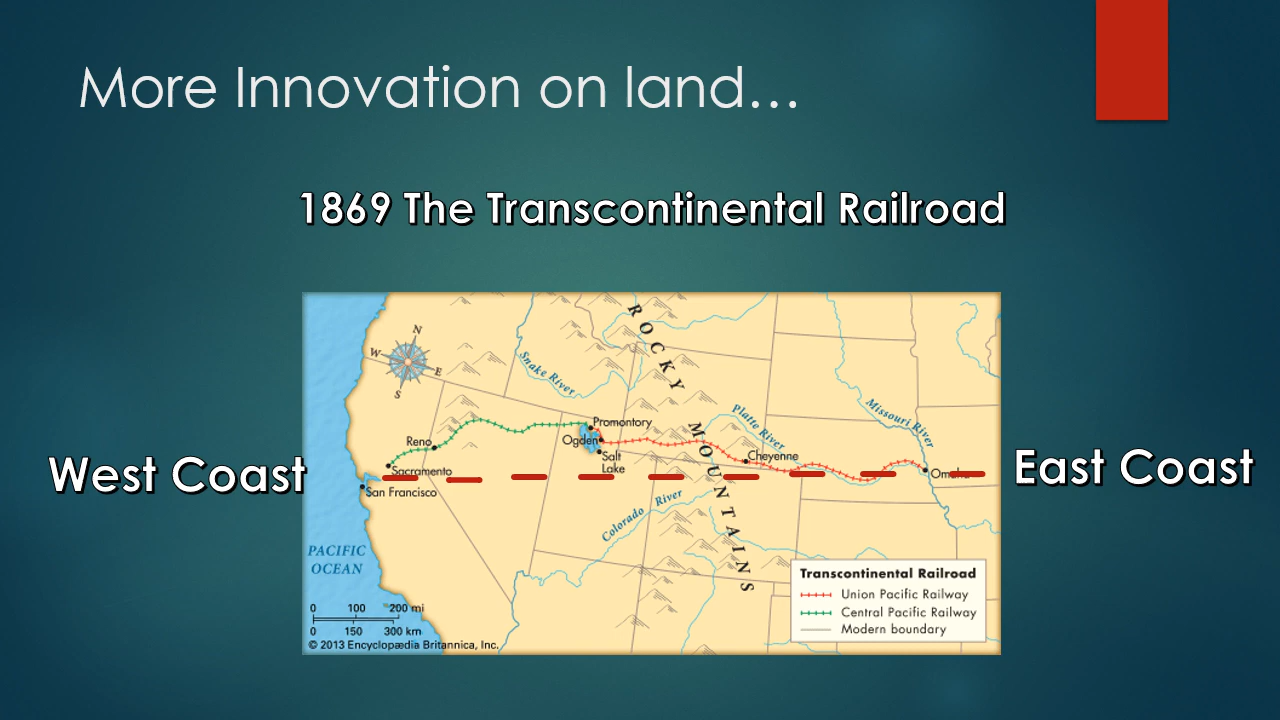 More Innovation on land…
1869 The Transcontinental Railroad
West Coast
East Coast
N
W
E
S
ROCKY MOUNTAINS
Snake River
Platte River
Missouri River
Colorado River
Promontory
Ogden
Salt
Lake
Reno
Sacramento
San Francisco
Cheyenne
Omaha
PACIFIC
OCEAN
0 100 200 mi
0 150 300 km
© 2013 Encyclopædia Britannica, Inc.
Transcontinental Railroad
Union Pacific Railway
Central Pacific Railway
Modern boundary